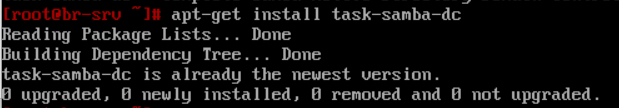 [root@br-srv ~]# apt-get install task-samba-dc
Reading Package Lists... Done
Building Dependency Tree... Done
task-samba-dc is already the newest version.
0 upgraded, 0 newly installed, 0 removed and 0 not upgraded.